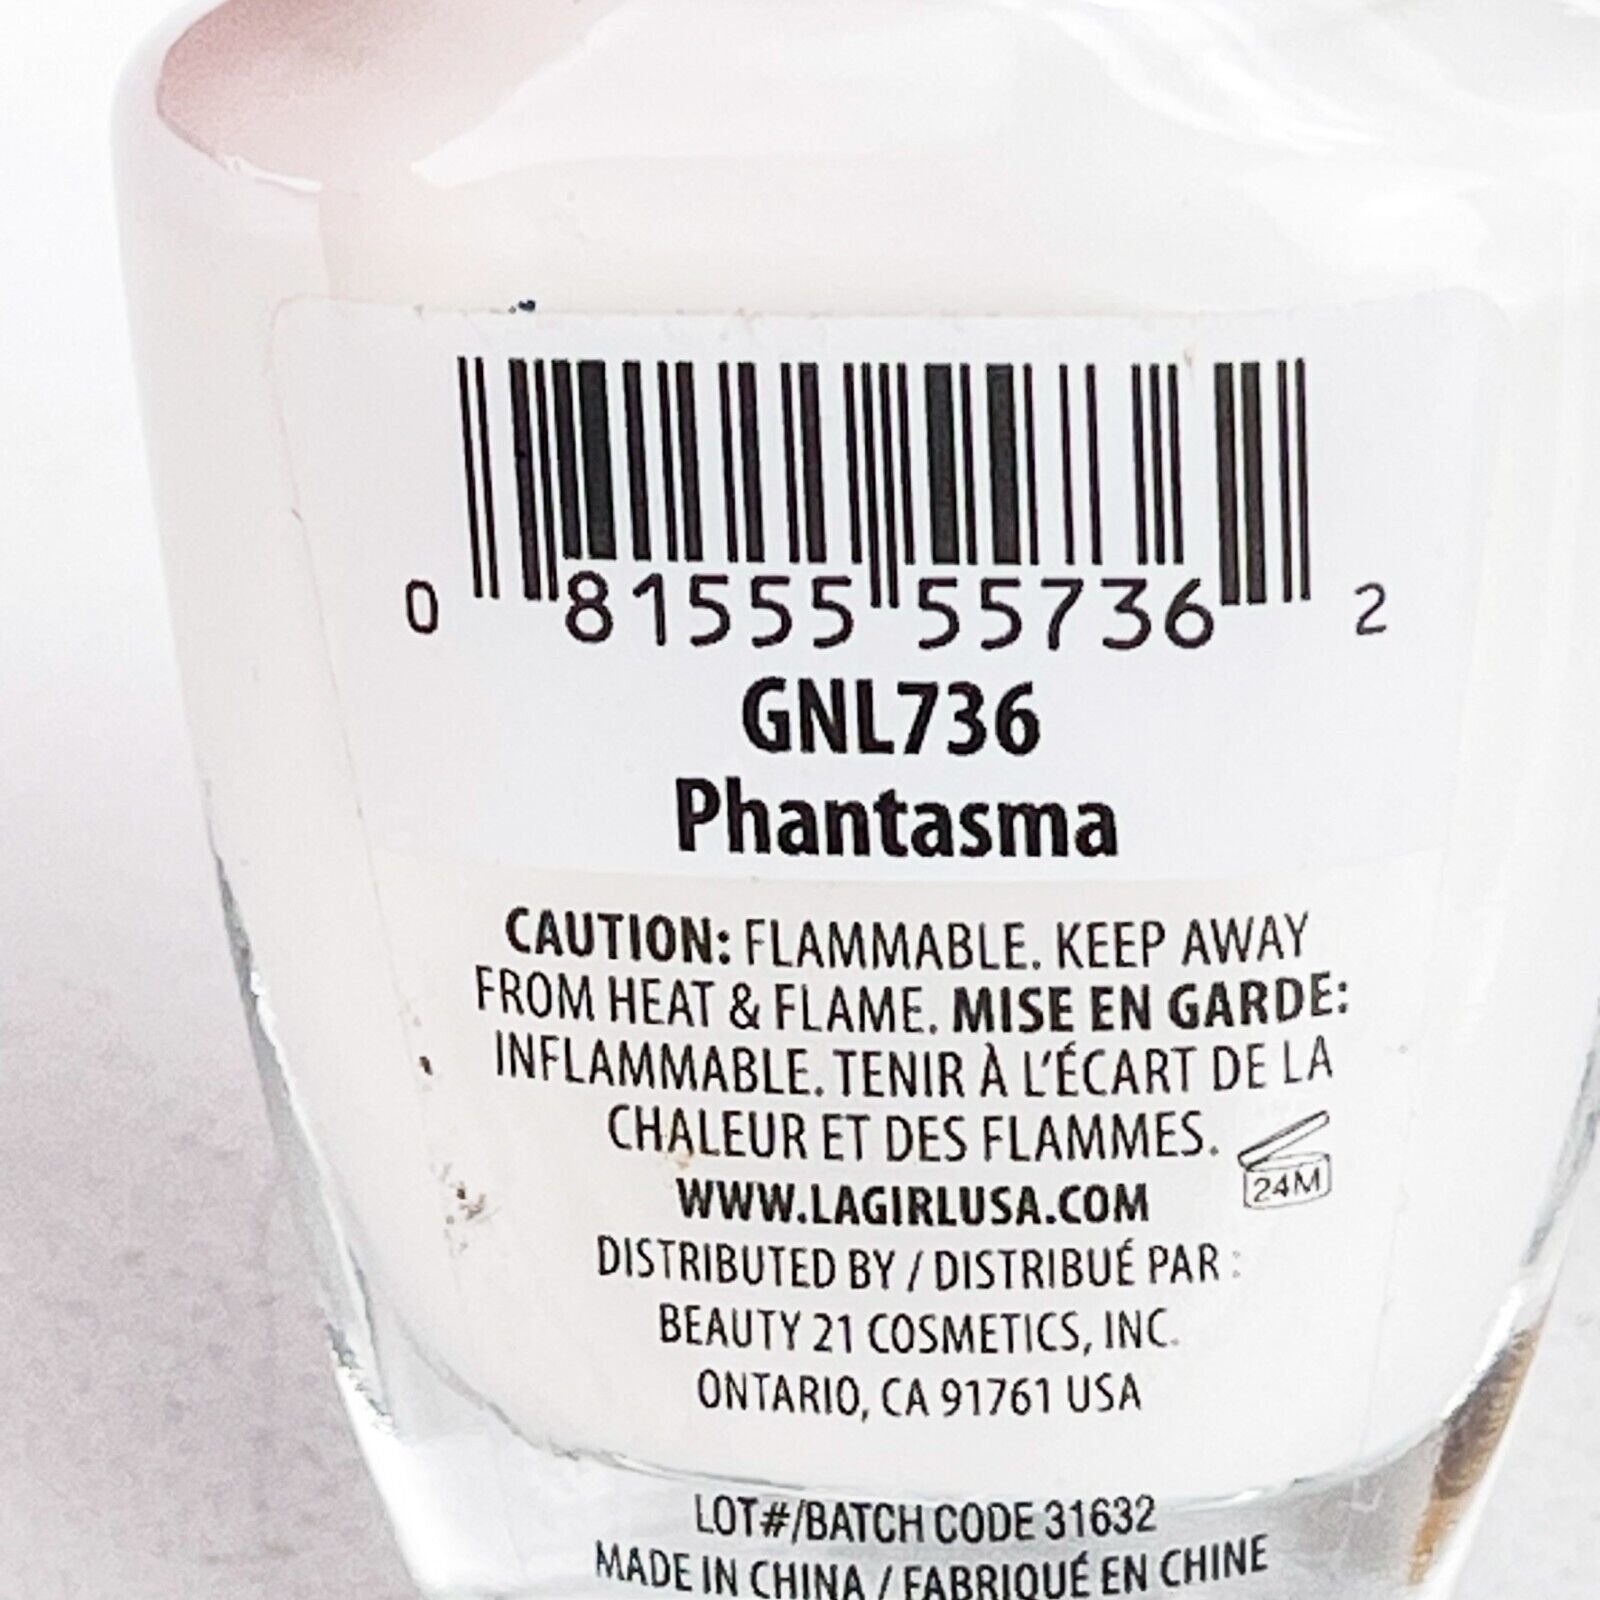 0 81555 55736 2
GNL736
Phantasma
CAUTION: FLAMMABLE. KEEP AWAY
FROM HEAT & FLAME. MISE EN GARDE:
INFLAMMABLE. TENIR À L'ÉCART DE LA
CHALEUR ET DES FLAMMES.
24M
WWW.LAGIRLUSA.COM
DISTRIBUTED BY / DISTRIBUÉ PAR :
BEAUTY 21 COSMETICS, INC.
ONTARIO, CA 91761 USA
LOT#/BATCH CODE 31632
MADE IN CHINA / FABRIQUÉ EN CHINE